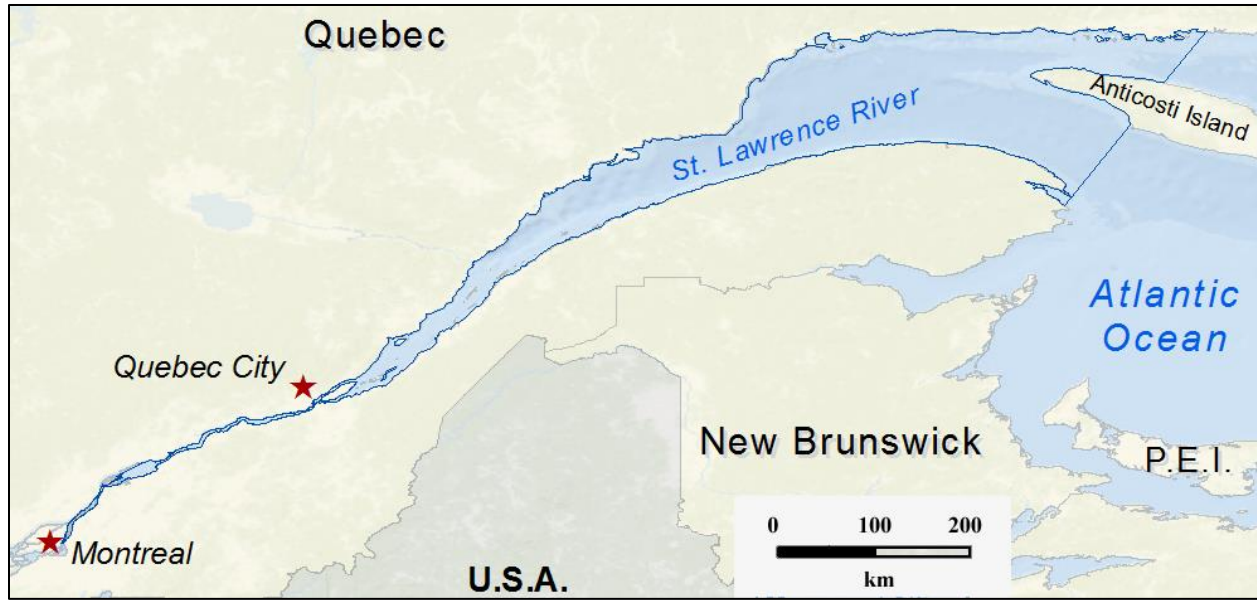 Quebec
Anticosti Island
St. Lawrence River
Atlantic
Ocean
Quebec City
New Brunswick
P.E.I.
0 100 200
km
Montreal
U.S.A.